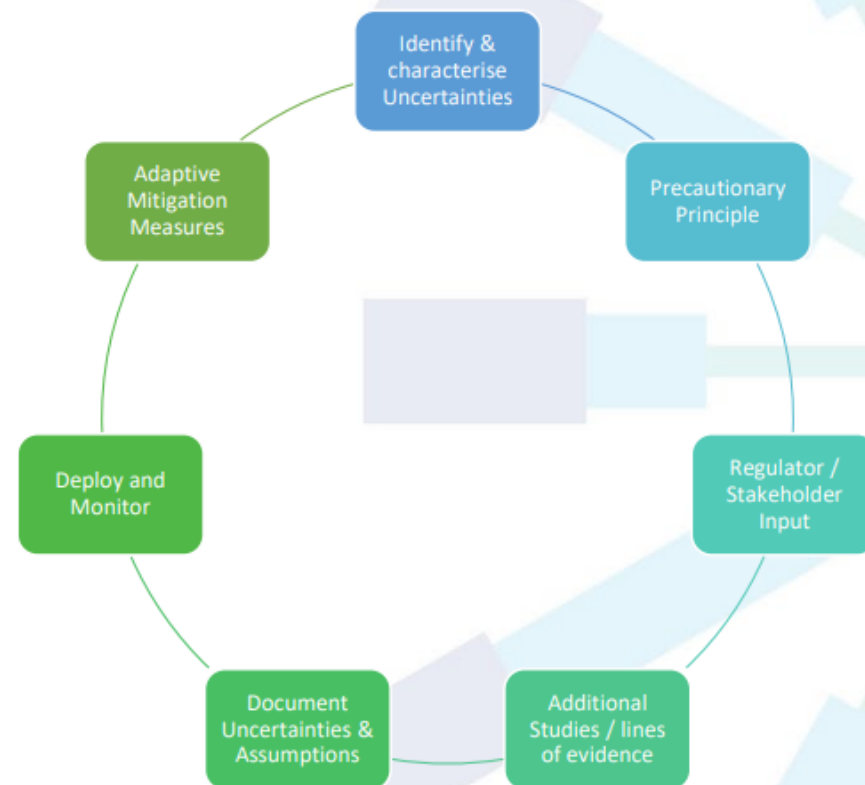 Identify &
characterise
Uncertainties
Precautionary
Principle
Regulator /
Stakeholder
Input
Additional
Studies / lines
of evidence
Document
Uncertainties &
Assumptions
Deploy and
Monitor
Adaptive
Mitigation
Measures